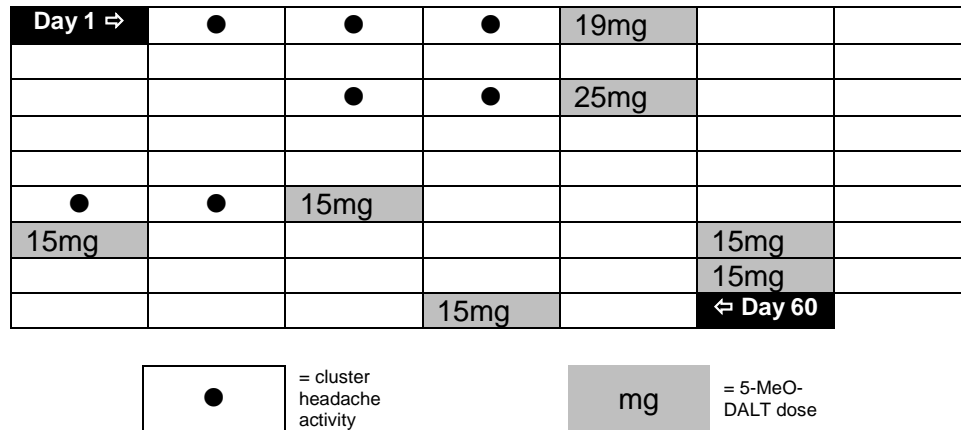 Day 1 ⇨ ● ● ● 19mg
● ● 25mg
● ● 15mg
15mg 15mg
15mg
15mg ⇦ Day 60
● = cluster
headache
activity
mg = 5-MeO-
DALT dose